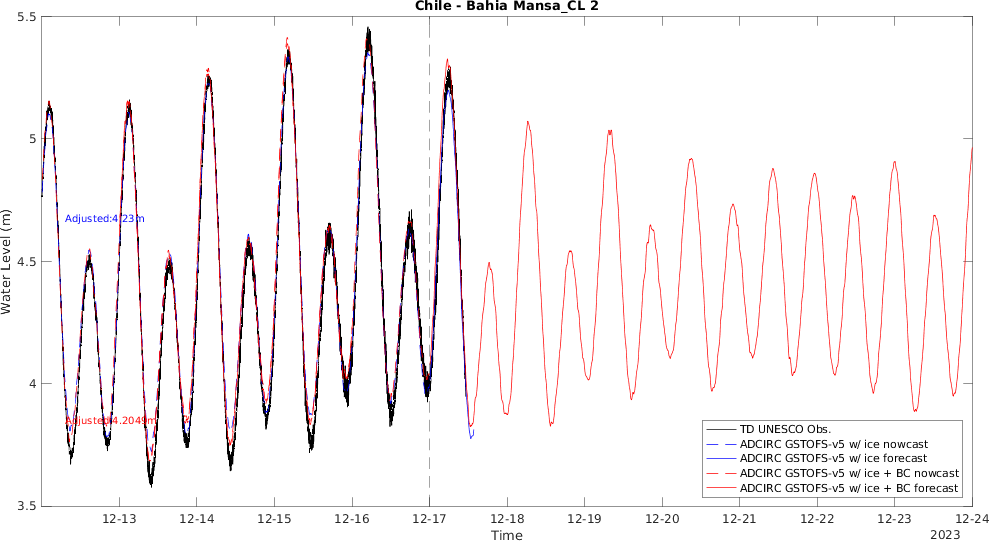 Chile - Bahia Mansa_CL 2
5.5
5
4.5
4
3.5
Water Level (m)
Adjusted:4.23m
Adjusted:4.2049m
TD UNESCO Obs.
ADCIRC GSTOFS-v5 w/ ice nowcast
ADCIRC GSTOFS-v5 w/ ice forecast
ADCIRC GSTOFS-v5 w/ ice + BC nowcast
ADCIRC GSTOFS-v5 w/ ice + BC forecast
12-13 12-14 12-15 12-16 12-17 12-18 12-19 12-20 12-21 12-22 12-23 12-24
Time
2023